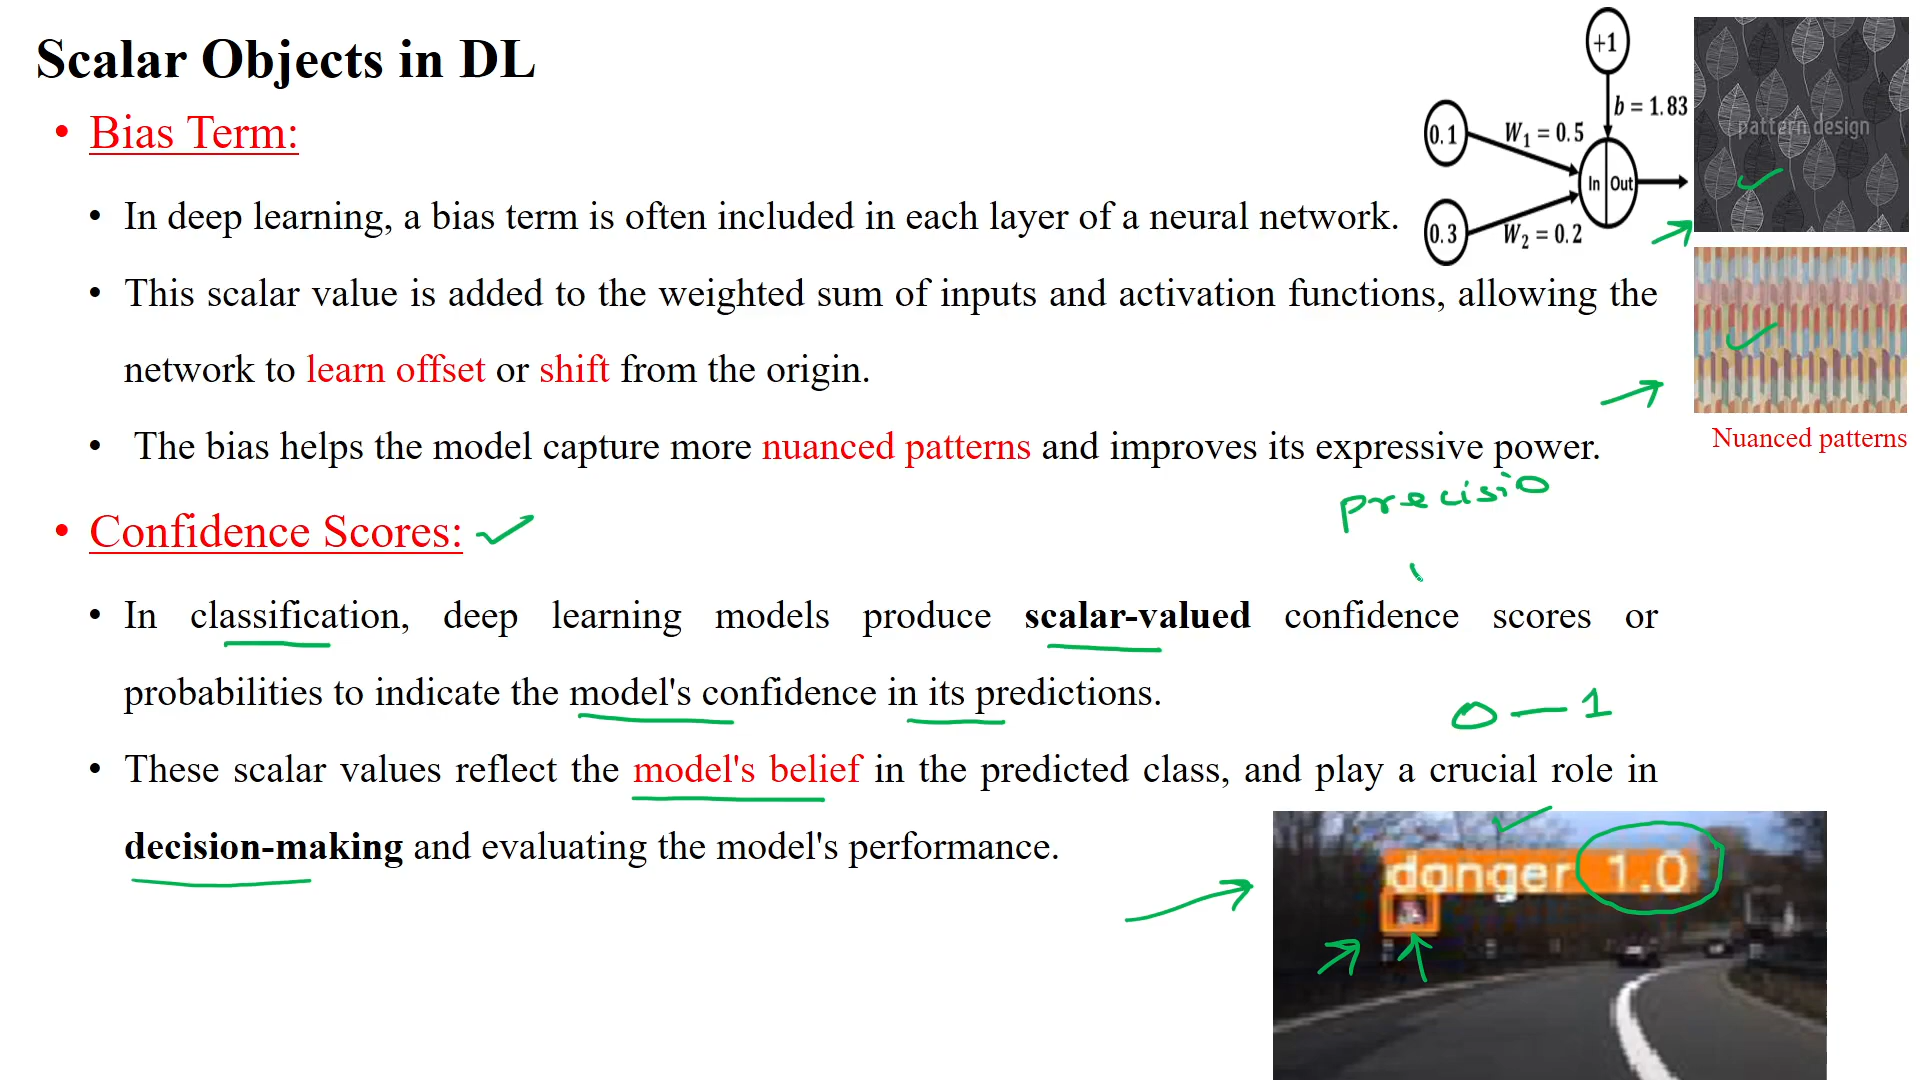 Scalar Objects in DL
• Bias Term:
• In deep learning, a bias term is often included in each layer of a neural network.
• This scalar value is added to the weighted sum of inputs and activation functions, allowing the
network to learn offset or shift from the origin.
• The bias helps the model capture more nuanced patterns and improves its expressive power.
precisio
• Confidence Scores:
• In classification, deep learning models produce scalar-valued confidence scores or
probabilities to indicate the model's confidence in its predictions.
0 — 1
• These scalar values reflect the model's belief in the predicted class, and play a crucial role in
decision-making and evaluating the model's performance.
+1
b = 1.83
0.1
W₁ = 0.5
In Out
0.3
W₂ = 0.2
pattern design
Nuanced patterns
danger 1.0